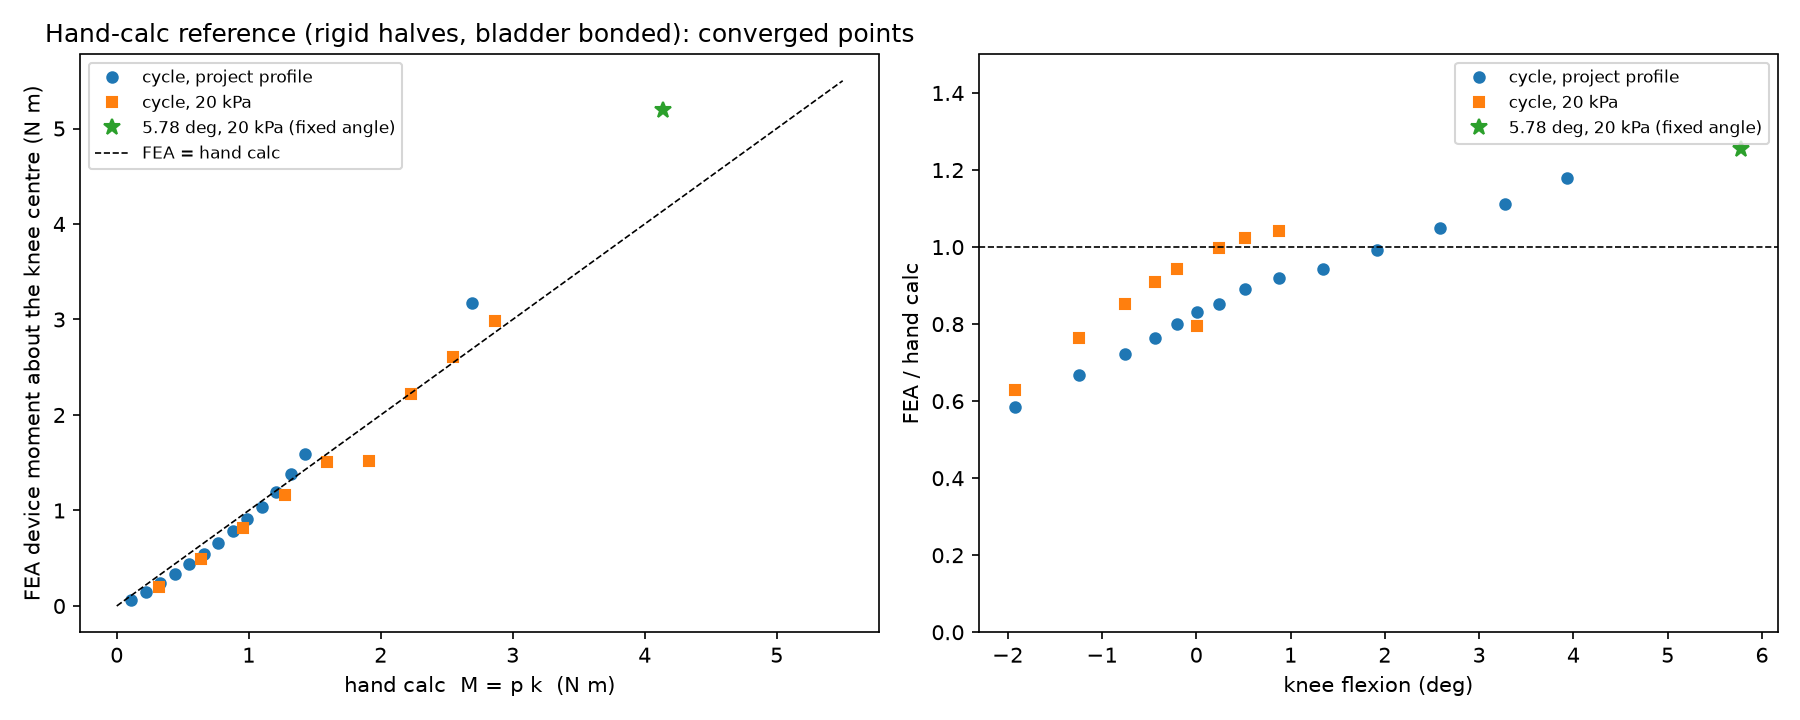 Hand-calc reference (rigid halves, bladder bonded): converged points
cycle, project profile
cycle, 20 kPa
5.78 deg, 20 kPa (fixed angle)
FEA = hand calc
FEA device moment about the knee centre (N m)
5
4
3
2
1
0
0 1 2 3 4 5
hand calc M = p k (N m)
cycle, project profile
cycle, 20 kPa
5.78 deg, 20 kPa (fixed angle)
FEA / hand calc
1.4
1.2
1.0
0.8
0.6
0.4
0.2
0.0
−2 −1 0 1 2 3 4 5 6
knee flexion (deg)